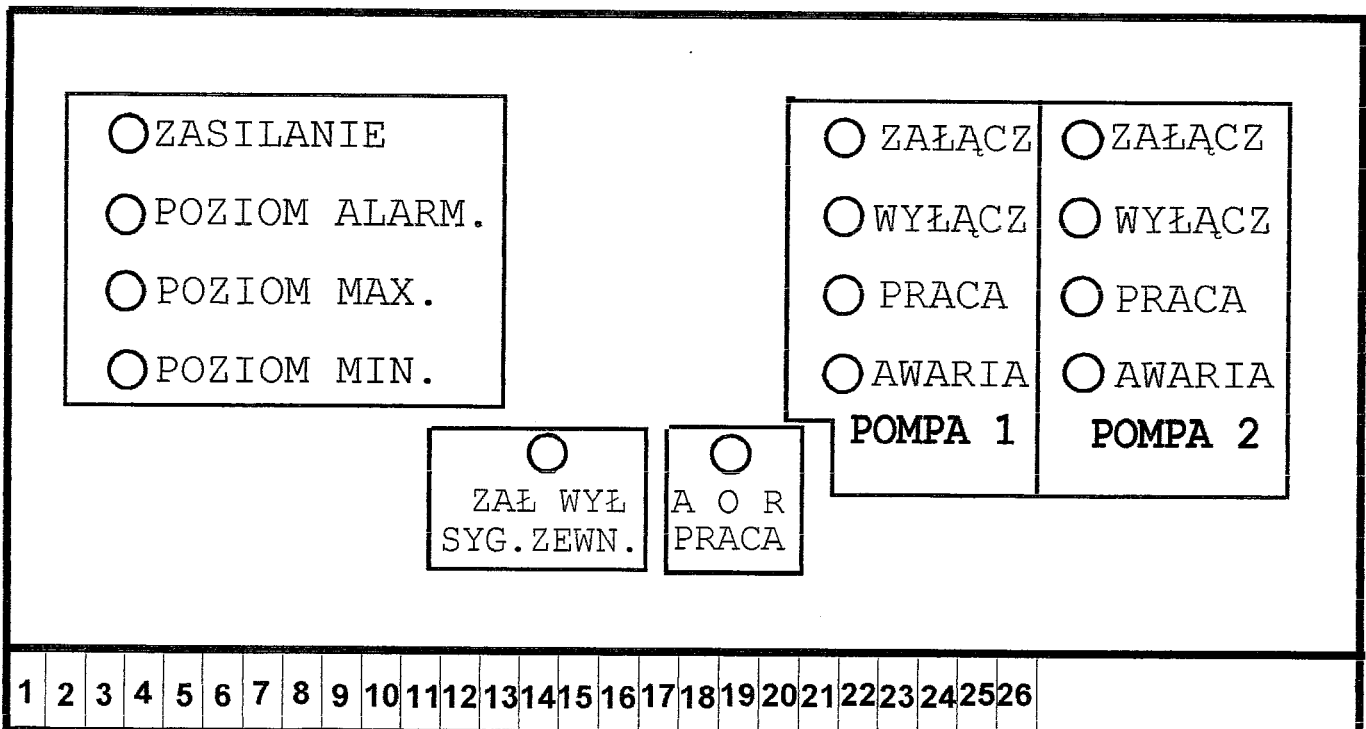 ZASILANIE
POZIOM ALARM.
POZIOM MAX.
POZIOM MIN.
ZAŁĄCZ
WYŁĄCZ
PRACA
AWARIA
POMPA 1
ZAŁĄCZ
WYŁĄCZ
PRACA
AWARIA
POMPA 2
ZAŁ WYŁ
SYG.ZEWN.
A O R
PRACA
1 2 3 4 5 6 7 8 9 10 11 12 13 14 15 16 17 18 19 20 21 22 23 24 25 26